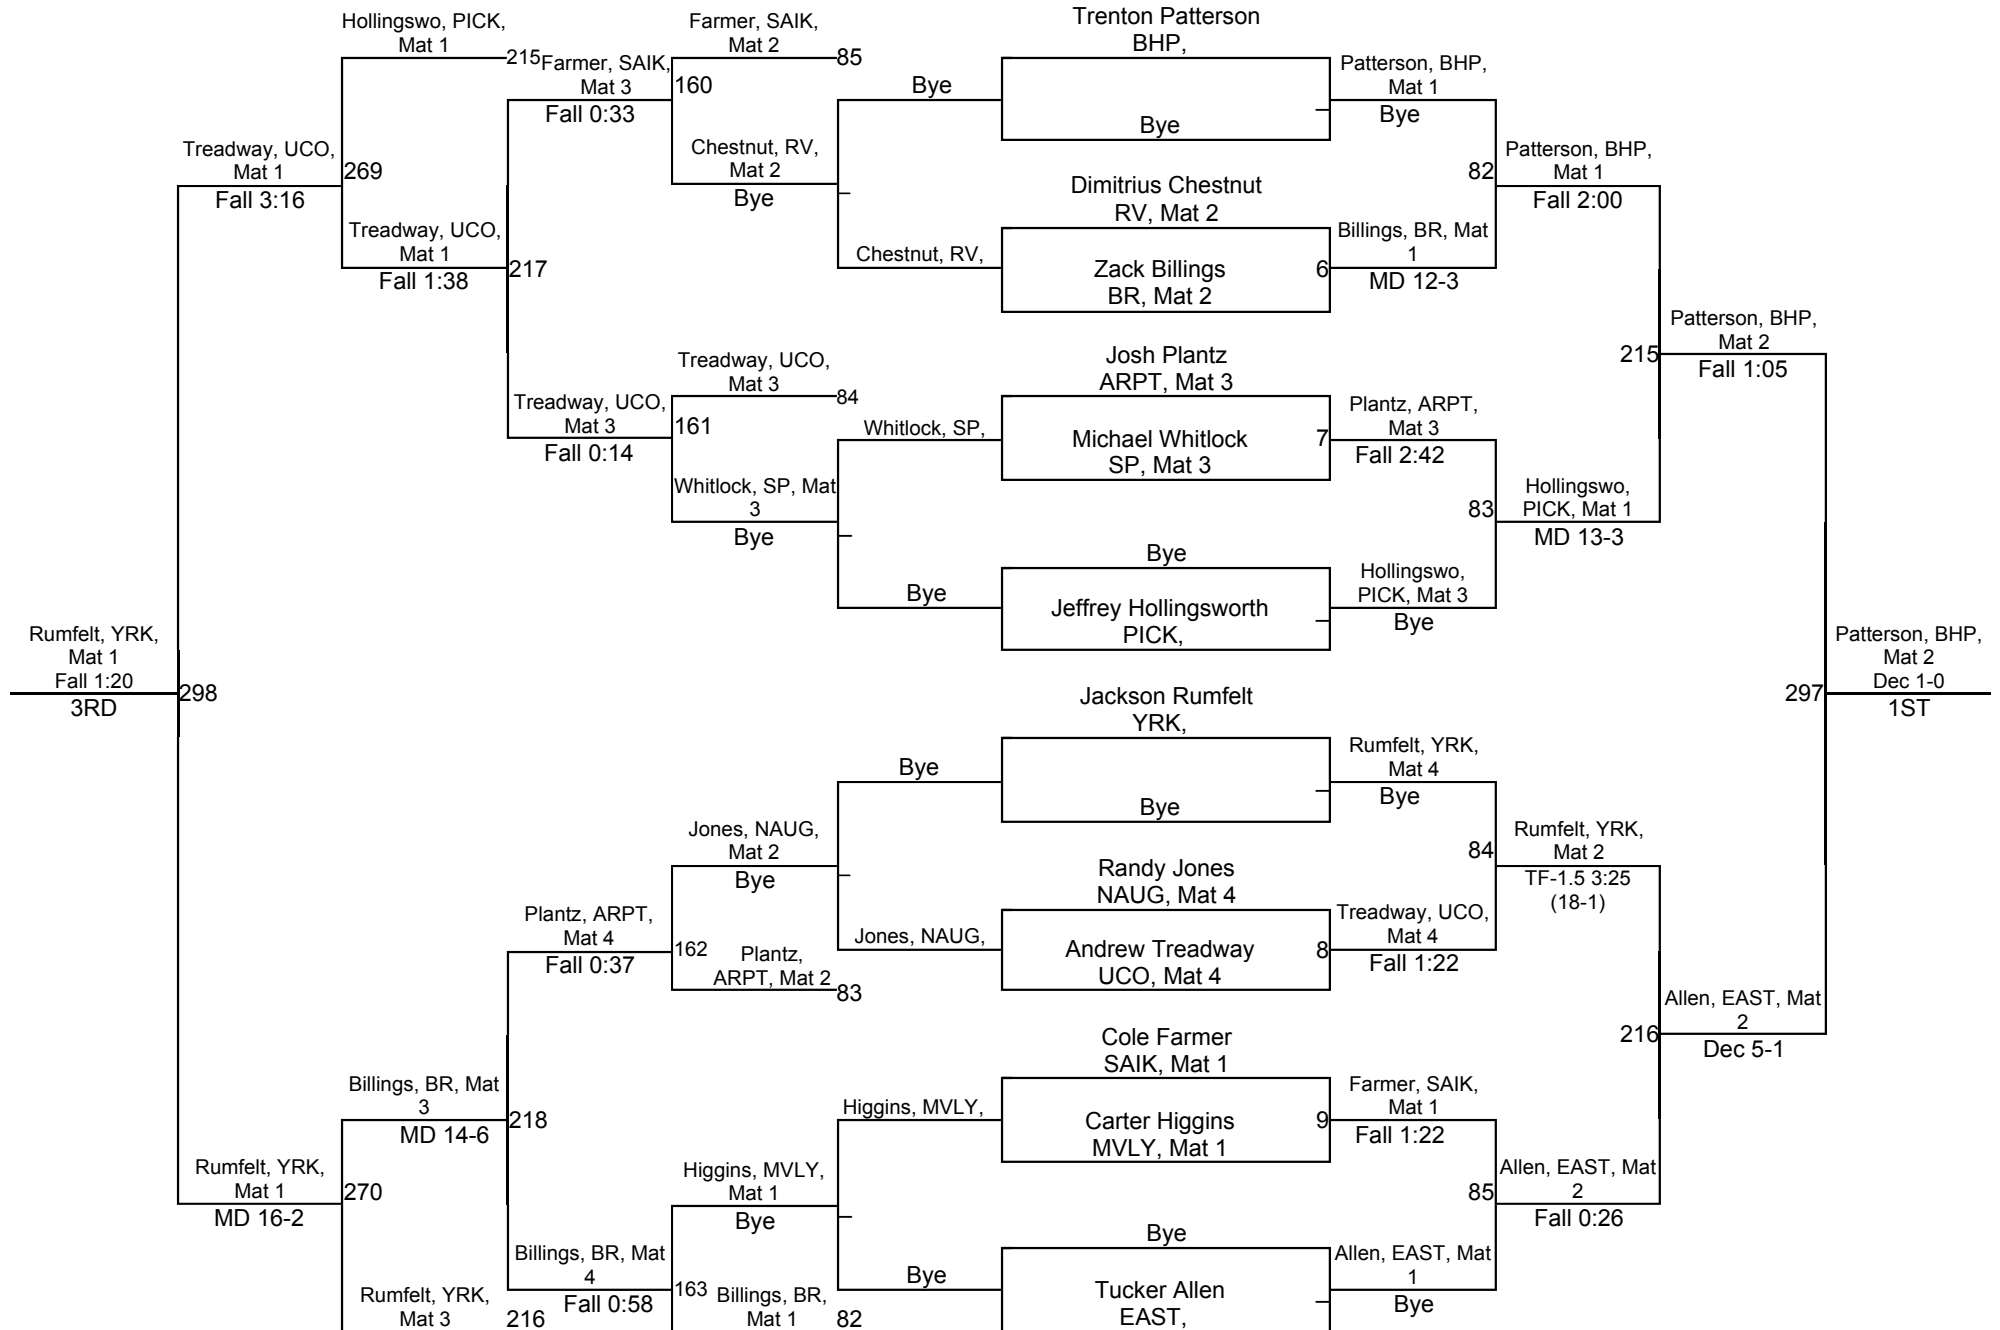 Hollingswo, PICK,
Mat 1
215
Treadway, UCO,
Mat 1
Fall 3:16
269
Treadway, UCO,
Mat 1
Fall 1:38
Farmer, SAIK,
Mat 3
Fall 0:33
217
Treadway, UCO,
Mat 3
Fall 0:14
Farmer, SAIK,
Mat 2
85
160
Chestnut, RV,
Mat 2
Bye
Treadway, UCO,
Mat 3
84
161
Whitlock, SP, Mat
3
Bye
Bye
Chestnut, RV,
Whitlock, SP,
Bye
Trenton Patterson
BHP,
Bye
Dimitrius Chestnut
RV, Mat 2
Zack Billings
BR, Mat 2
6
Josh Plantz
ARPT, Mat 3
Michael Whitlock
SP, Mat 3
7
Bye
Jeffrey Hollingsworth
PICK,
Patterson, BHP,
Mat 1
Bye
82
Billings, BR, Mat
1
MD 12-3
Plantz, ARPT,
Mat 3
Fall 2:42
83
Hollingswo,
PICK, Mat 3
Bye
Patterson, BHP,
Mat 1
Fall 2:00
215
Hollingswo,
PICK, Mat 1
MD 13-3
Patterson, BHP,
Mat 2
Fall 1:05
Rumfelt, YRK,
Mat 1
Fall 1:20
3RD
298
297
Patterson, BHP,
Mat 2
Dec 1-0
1ST
Rumfelt, YRK,
Mat 1
MD 16-2
270
Billings, BR, Mat
3
MD 14-6
Rumfelt, YRK,
Mat 3
216
218
Plantz, ARPT,
Mat 4
Fall 0:37
Billings, BR, Mat
4
Fall 0:58
Jones, NAUG,
Mat 2
Bye
162
Plantz,
ARPT, Mat 2
83
Higgins, MVLY,
Mat 1
Bye
163
Billings, BR,
Mat 1
82
Bye
Jones, NAUG,
Higgins, MVLY,
Bye
Jackson Rumfelt
YRK,
Bye
Randy Jones
NAUG, Mat 4
Andrew Treadway
UCO, Mat 4
8
Cole Farmer
SAIK, Mat 1
Carter Higgins
MVLY, Mat 1
9
Bye
Tucker Allen
EAST,
Rumfelt, YRK,
Mat 4
Bye
84
Treadway, UCO,
Mat 4
Fall 1:22
Farmer, SAIK,
Mat 1
Fall 1:22
85
Allen, EAST, Mat
1
Bye
Rumfelt, YRK,
Mat 2
TF-1.5 3:25
(18-1)
216
Allen, EAST, Mat
2
Fall 0:26
Allen, EAST, Mat
2
Dec 5-1